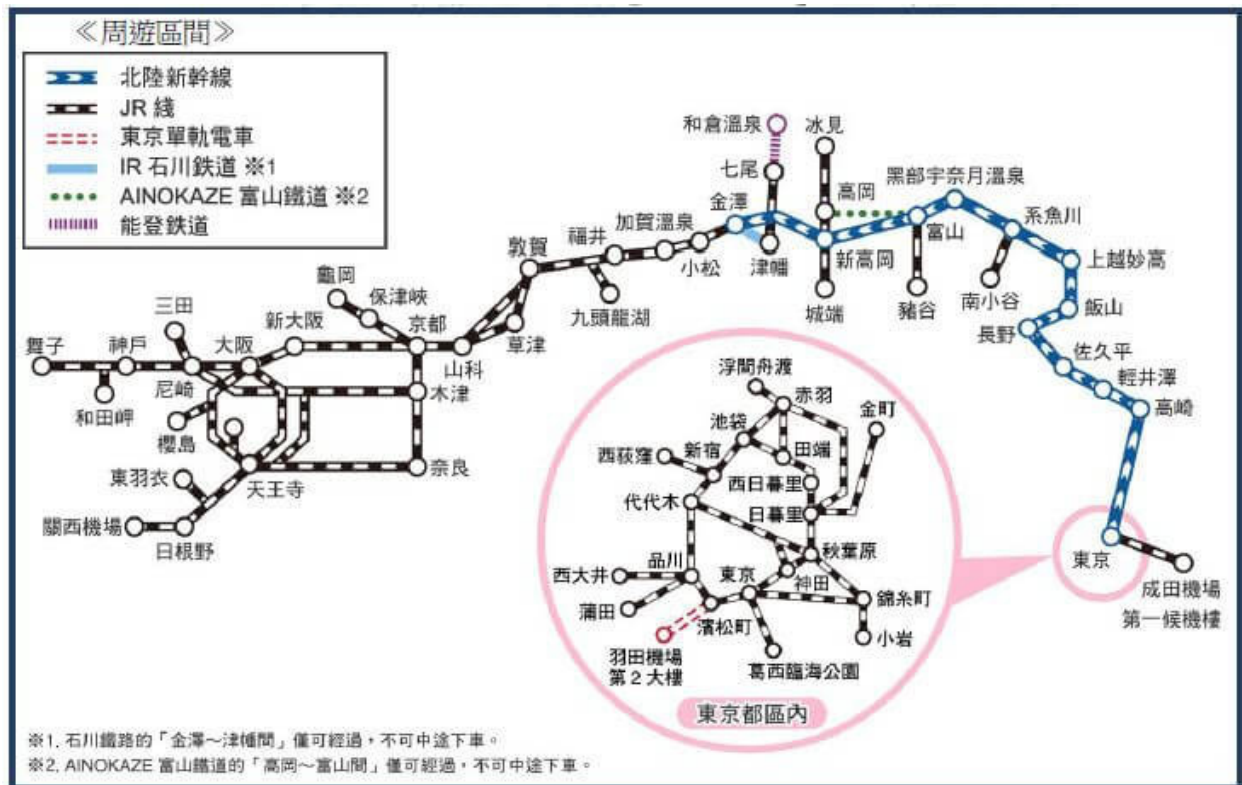 ≪周遊區間≫
北陸新幹線
JR 綫
東京單軌電車
IR 石川鉄道 ※1
AINOKAZE 富山鐵道 ※2
能登鉄道
和倉溫泉
冰見
七尾
高岡
黑部宇奈月溫泉
金澤
加賀溫泉
福井
敦賀
小松
津幡
新高岡
富山
系魚川
上越妙高
龜岡
保津峽
九頭龍湖
城端
豬谷
南小谷
飯山
三田
新大阪
京都
草津
長野
舞子
神戶
大阪
山科
佐久平
尼崎
木津
輕井澤
和田岬
高崎
櫻島
東羽衣
天王寺
奈良
關西機場
日根野
浮間舟渡
赤羽
金町
池袋
西荻窪
新宿
田端
西日暮里
代代木
日暮里
秋葉原
品川
東京
神田
西大井
錦糸町
蒲田
濱松町
小岩
羽田機場
第 2 大樓
葛西臨海公園
東京都區內
東京
成田機場
第一候機樓
※1. 石川鐵路的「金澤～津幡間」僅可經過，不可中途下車。
※2. AINOKAZE 富山鐵道的「高岡～富山間」僅可經過，不可中途下車。